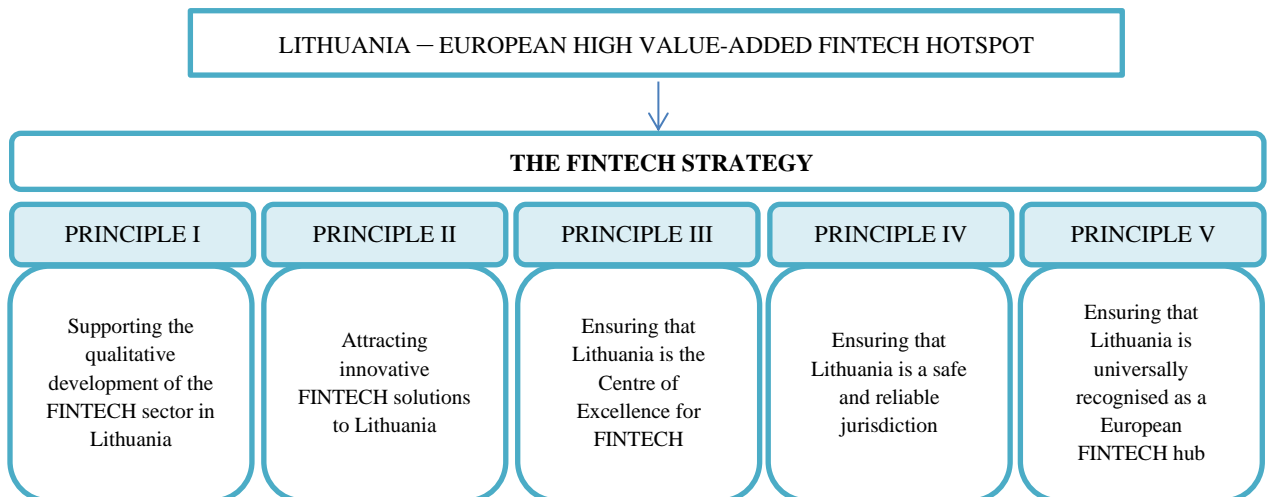 LITHUANIA — EUROPEAN HIGH VALUE-ADDED FINTECH HOTSPOT
THE FINTECH STRATEGY
PRINCIPLE I
Supporting the
qualitative
development of the
FINTECH sector in
Lithuania
PRINCIPLE II
Attracting
innovative
FINTECH solutions
to Lithuania
PRINCIPLE III
Ensuring that
Lithuania is the
Centre of
Excellence for
FINTECH
PRINCIPLE IV
Ensuring that
Lithuania is a safe
and reliable
jurisdiction
PRINCIPLE V
Ensuring that
Lithuania is
universally
recognised as a
European
FINTECH hub